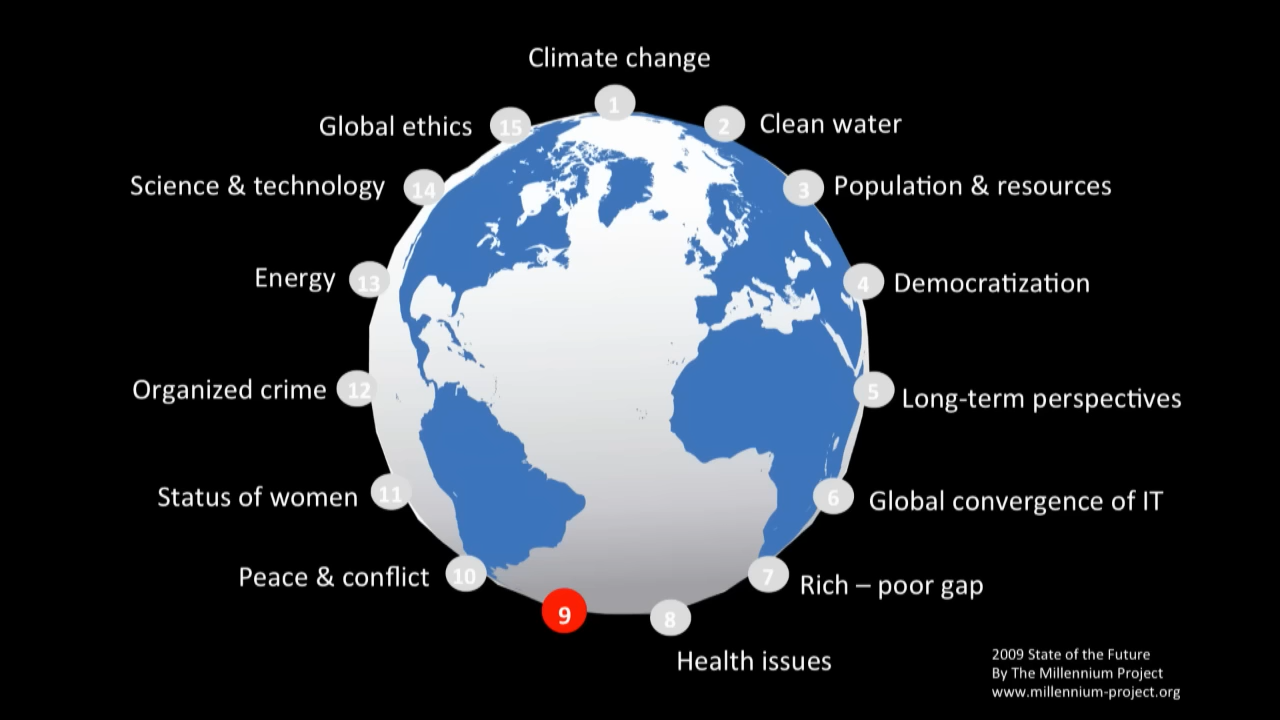 Climate change
1
Global ethics 15 2 Clean water
Science & technology 14 3 Population & resources
Energy 13 4 Democratization
Organized crime 12 5 Long-term perspectives
Status of women 11 6 Global convergence of IT
Peace & conflict 10 7 Rich – poor gap
9 8
Health issues
2009 State of the Future
By The Millennium Project
www.millennium-project.org